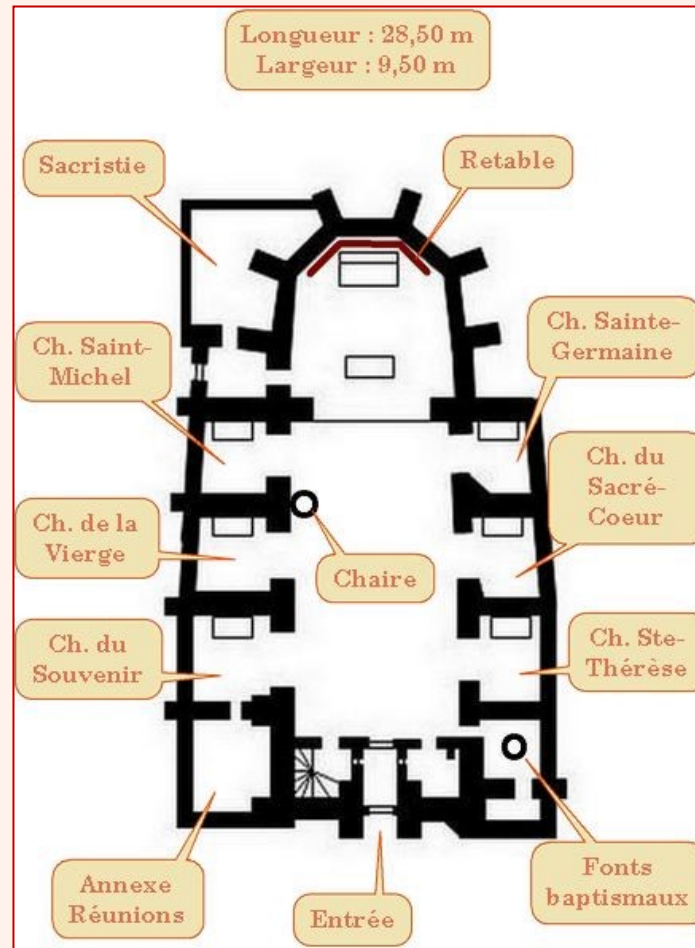 Longueur : 28,50 m
Largeur : 9,50 m
Sacristie
Retable
Ch. Saint-
Michel
Ch. Sainte-
Germaine
Ch. de la
Vierge
Chaire
Ch. du
Sacré-
Coeur
Ch. du
Souvenir
Ch. Ste-
Thérèse
Annexe
Réunions
Entrée
Fonts
baptismaux